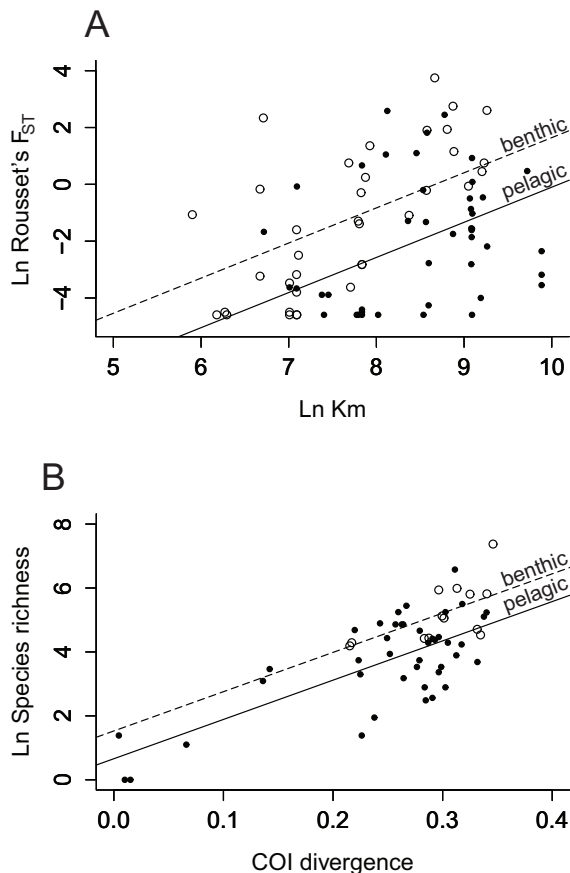 A
Ln Rousset's FST
4
2
0
−2
−4
benthic
pelagic
5 6 7 8 9 10
Ln Km
B
Ln Species richness
8
6
4
2
0
benthic
pelagic
0.0 0.1 0.2 0.3 0.4
COI divergence